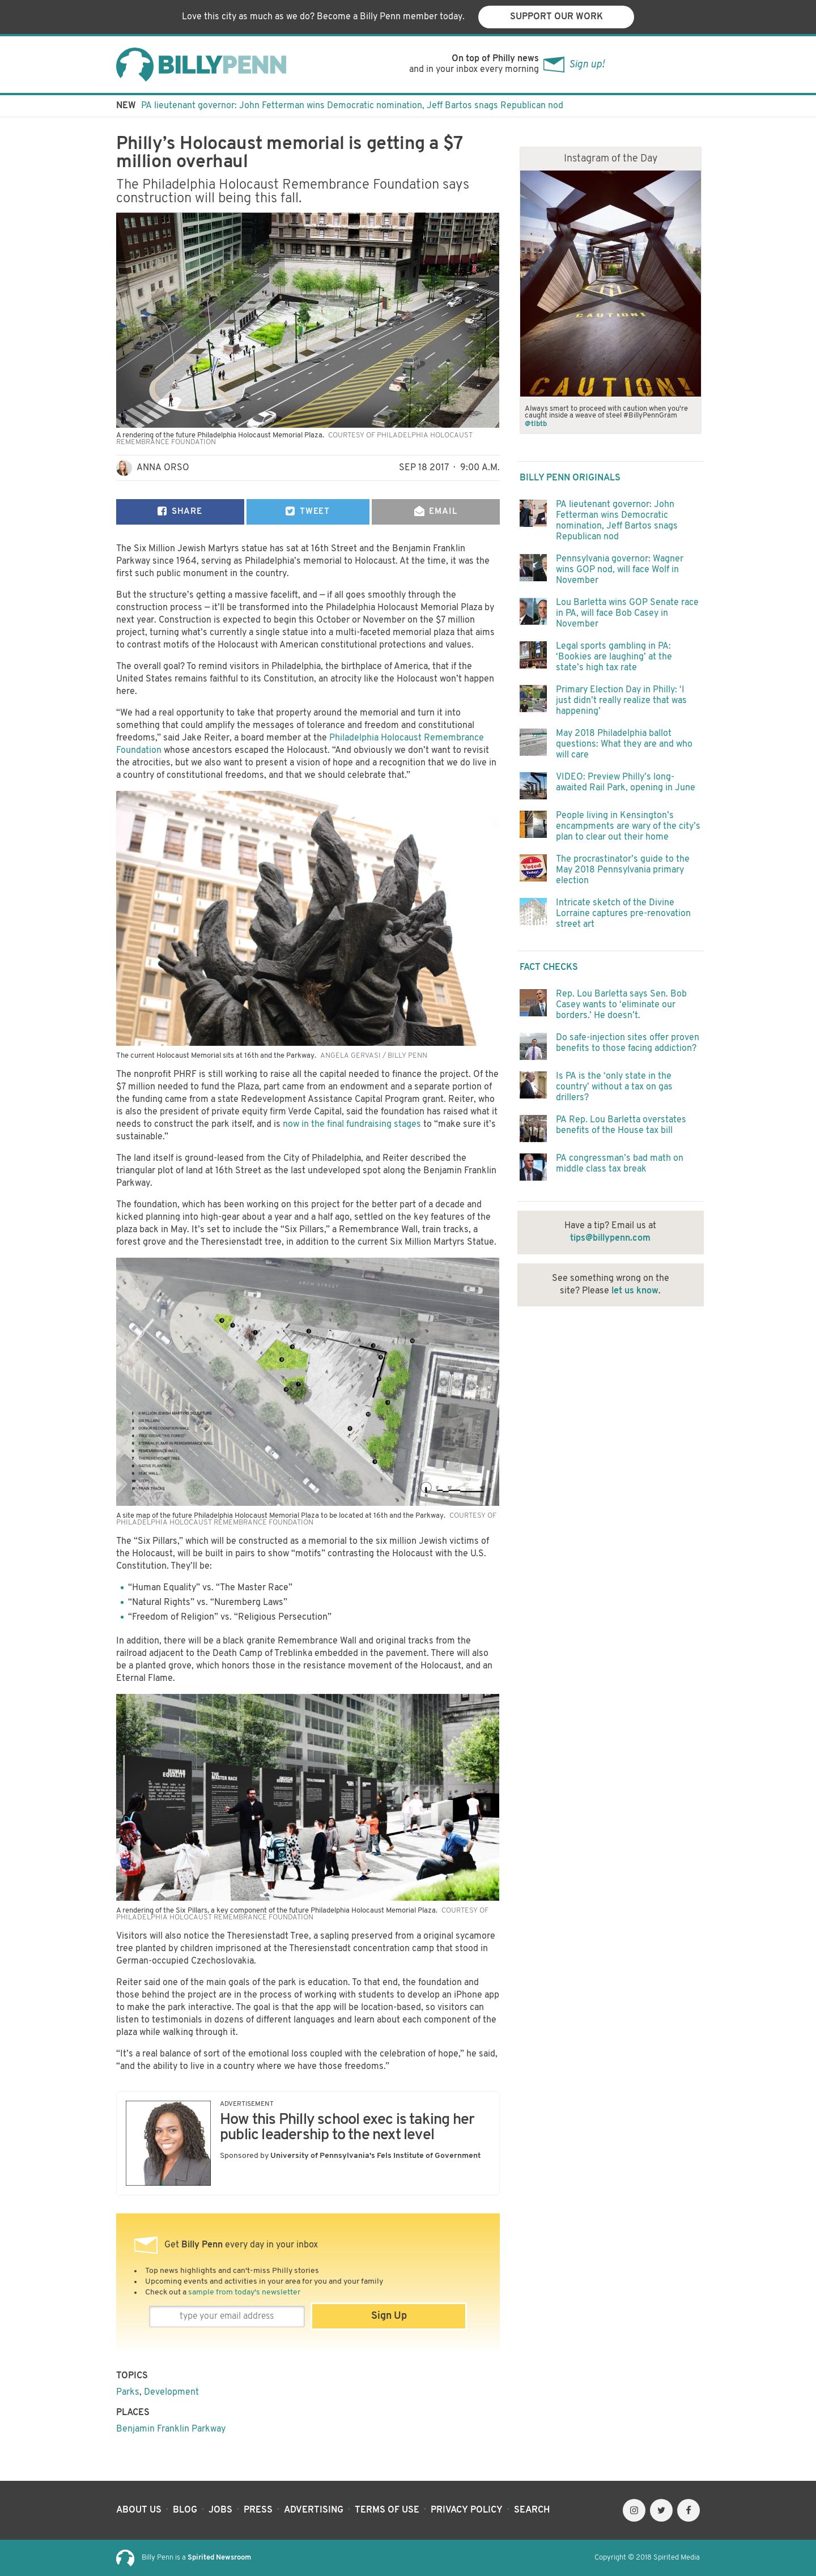 Love this city as much as we do? Become a Billy Penn member today.
SUPPORT OUR WORK
BILLYPENN
On top of Philly news
and in your inbox every morning
Sign up!
NEW PA lieutenant governor: John Fetterman wins Democratic nomination, Jeff Bartos snags Republican nod
Philly’s Holocaust memorial is getting a $7
million overhaul
The Philadelphia Holocaust Remembrance Foundation says
construction will being this fall.
A rendering of the future Philadelphia Holocaust Memorial Plaza. COURTESY OF PHILADELPHIA HOLOCAUST
REMEMBRANCE FOUNDATION
ANNA ORSO
SEP 18 2017 · 9:00 A.M.
SHARE
TWEET
EMAIL
The Six Million Jewish Martyrs statue has sat at 16th Street and the Benjamin Franklin
Parkway since 1964, serving as Philadelphia’s memorial to Holocaust. At the time, it was the
first such public monument in the country.
But the structure’s getting a massive facelift, and — if all goes smoothly through the
construction process — it’ll be transformed into the Philadelphia Holocaust Memorial Plaza by
next year. Construction is expected to begin this October or November on the $7 million
project, turning what’s currently a single statue into a multi-faceted memorial plaza that aims
to contrast motifs of the Holocaust with American constitutional protections and values.
The overall goal? To remind visitors in Philadelphia, the birthplace of America, that if the
United States remains faithful to its Constitution, an atrocity like the Holocaust won’t happen
here.
“We had a real opportunity to take that property around the memorial and turn it into
something that could amplify the messages of tolerance and freedom and constitutional
freedoms,” said Jake Reiter, a board member at the Philadelphia Holocaust Remembrance
Foundation whose ancestors escaped the Holocaust. “And obviously we don’t want to revisit
the atrocities, but we also want to present a vision of hope and a recognition that we do live in
a country of constitutional freedoms, and that we should celebrate that.”
The current Holocaust Memorial sits at 16th and the Parkway. ANGELA GERVASI / BILLY PENN
The nonprofit PHRF is still working to raise all the capital needed to finance the project. Of the
$7 million needed to fund the Plaza, part came from an endowment and a separate portion of
the funding came from a state Redevelopment Assistance Capital Program grant. Reiter, who
is also the president of private equity firm Verde Capital, said the foundation has raised what it
needs to construct the park itself, and is now in the final fundraising stages to “make sure it’s
sustainable.”
The land itself is ground-leased from the City of Philadelphia, and Reiter described the
triangular plot of land at 16th Street as the last undeveloped spot along the Benjamin Franklin
Parkway.
The foundation, which has been working on this project for the better part of a decade and
kicked planning into high-gear about a year and a half ago, settled on the key features of the
plaza back in May. It’s set to include the “Six Pillars,” a Remembrance Wall, train tracks, a
forest grove and the Theresienstadt tree, in addition to the current Six Million Martyrs Statue.
ARCH STREET
A site map of the future Philadelphia Holocaust Memorial Plaza to be located at 16th and the Parkway. COURTESY OF
PHILADELPHIA HOLOCAUST REMEMBRANCE FOUNDATION
The “Six Pillars,” which will be constructed as a memorial to the six million Jewish victims of
the Holocaust, will be built in pairs to show “motifs” contrasting the Holocaust with the U.S.
Constitution. They’ll be:
• “Human Equality” vs. “The Master Race”
• “Natural Rights” vs. “Nuremberg Laws”
• “Freedom of Religion” vs. “Religious Persecution”
In addition, there will be a black granite Remembrance Wall and original tracks from the
railroad adjacent to the Death Camp of Treblinka embedded in the pavement. There will also
be a planted grove, which honors those in the resistance movement of the Holocaust, and an
Eternal Flame.
HUMAN
EQUALITY
THE
MASTER RACE
A rendering of the Six Pillars, a key component of the future Philadelphia Holocaust Memorial Plaza. COURTESY OF
PHILADELPHIA HOLOCAUST REMEMBRANCE FOUNDATION
Visitors will also notice the Theresienstadt Tree, a sapling preserved from a original sycamore
tree planted by children imprisoned at the Theresienstadt concentration camp that stood in
German-occupied Czechoslovakia.
Reiter said one of the main goals of the park is education. To that end, the foundation and
those behind the project are in the process of working with students to develop an iPhone app
to make the park interactive. The goal is that the app will be location-based, so visitors can
listen to testimonials in dozens of different languages and learn about each component of the
plaza while walking through it.
“It’s a real balance of sort of the emotional loss coupled with the celebration of hope,” he said,
“and the ability to live in a country where we have those freedoms.”
ADVERTISEMENT
How this Philly school exec is taking her
public leadership to the next level
Sponsored by University of Pennsylvania's Fels Institute of Government
Get Billy Penn every day in your inbox
• Top news highlights and can't-miss Philly stories
• Upcoming events and activities in your area for you and your family
• Check out a sample from today's newsletter
type your email address
Sign Up
TOPICS
Parks, Development
PLACES
Benjamin Franklin Parkway
Instagram of the Day
CAUTION!
CAUTION!
Always smart to proceed with caution when you're
caught inside a weave of steel #BillyPennGram
@tlbtb
BILLY PENN ORIGINALS
PA lieutenant governor: John
Fetterman wins Democratic
nomination, Jeff Bartos snags
Republican nod
Pennsylvania governor: Wagner
wins GOP nod, will face Wolf in
November
Lou Barletta wins GOP Senate race
in PA, will face Bob Casey in
November
Legal sports gambling in PA:
‘Bookies are laughing’ at the
state’s high tax rate
Primary Election Day in Philly: ‘I
just didn’t really realize that was
happening’
May 2018 Philadelphia ballot
questions: What they are and who
will care
VIDEO: Preview Philly’s long-
awaited Rail Park, opening in June
People living in Kensington’s
encampments are wary of the city’s
plan to clear out their home
The procrastinator’s guide to the
May 2018 Pennsylvania primary
election
Intricate sketch of the Divine
Lorraine captures pre-renovation
street art
FACT CHECKS
Rep. Lou Barletta says Sen. Bob
Casey wants to ‘eliminate our
borders.’ He doesn’t.
Do safe-injection sites offer proven
benefits to those facing addiction?
Is PA is the ‘only state in the
country’ without a tax on gas
drillers?
PA Rep. Lou Barletta overstates
benefits of the House tax bill
PA congressman’s bad math on
middle class tax break
Have a tip? Email us at
tips@billypenn.com
See something wrong on the
site? Please let us know.
ABOUT US · BLOG · JOBS · PRESS · ADVERTISING · TERMS OF USE · PRIVACY POLICY · SEARCH
Billy Penn is a Spirited Newsroom
Copyright © 2018 Spirited Media